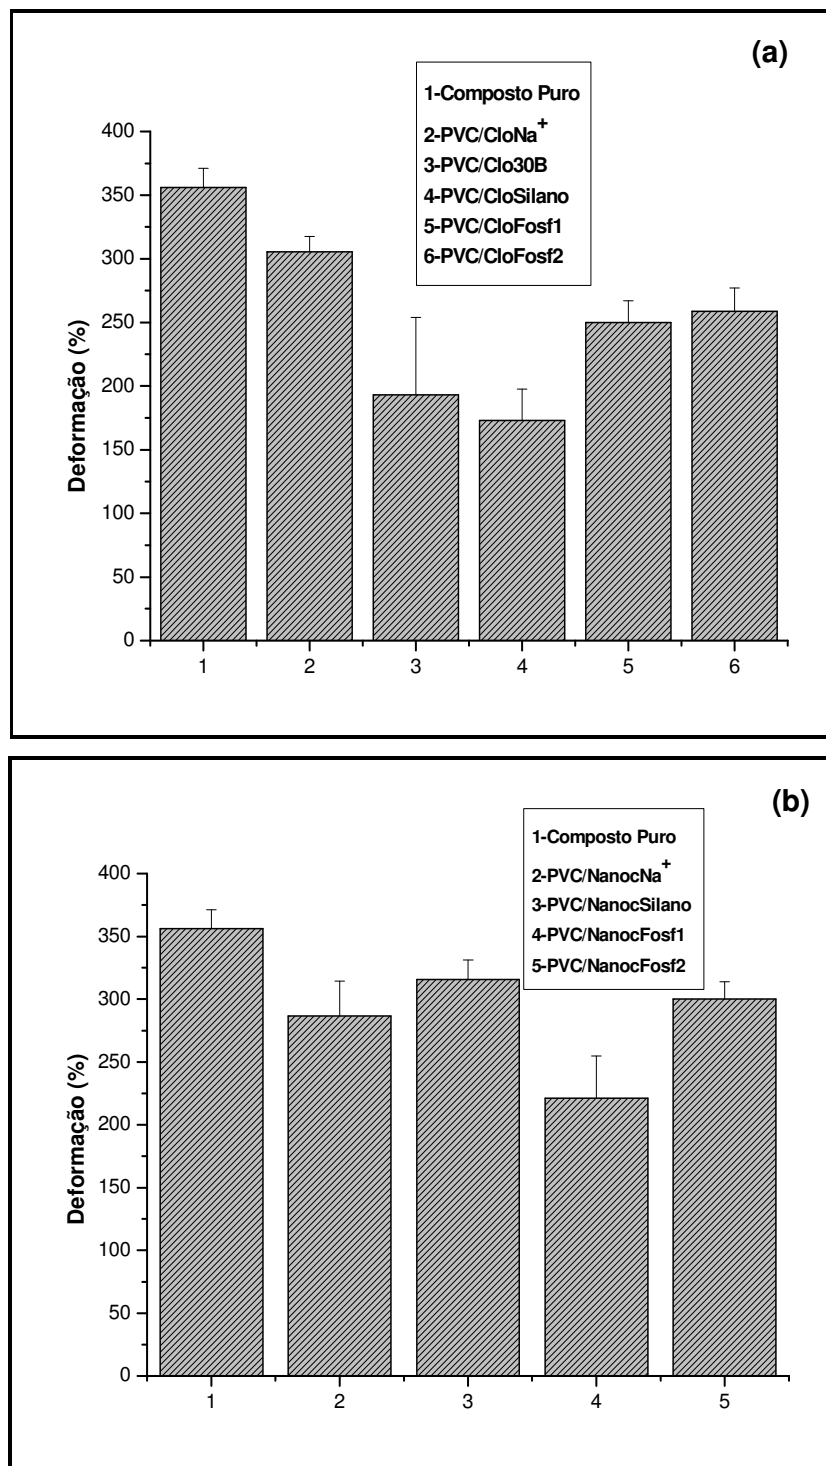 (a)
1-Composto Puro
2-PVC/CloNa+
3-PVC/Clo30B
4-PVC/CloSilano
5-PVC/CloFosf1
6-PVC/CloFosf2
400
350
300
250
200
150
100
50
0
Deformação (%)
1 2 3 4 5 6
(b)
1-Composto Puro
2-PVC/NanocNa+
3-PVC/NanocSilano
4-PVC/NanocFosf1
5-PVC/NanocFosf2
400
350
300
250
200
150
100
50
0
Deformação (%)
1 2 3 4 5